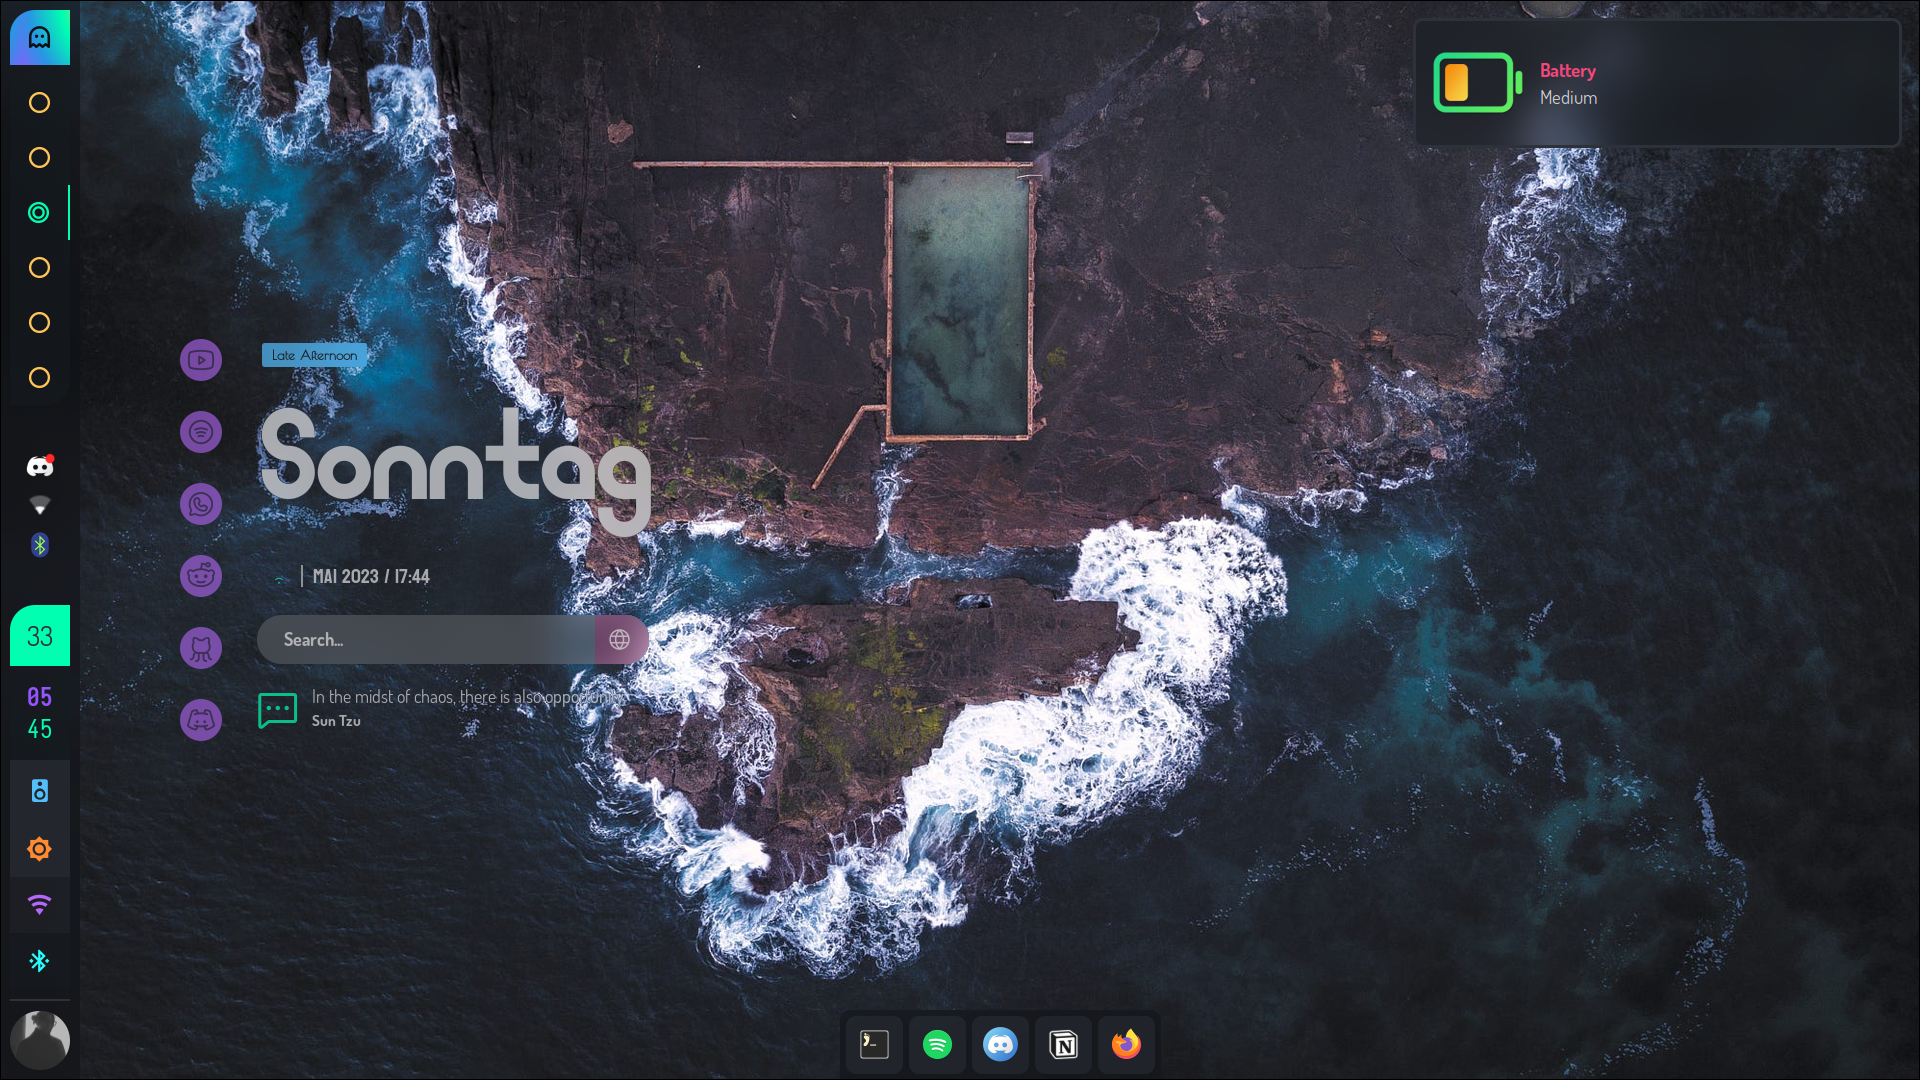 Battery
Medium
Late Afternoon
Sonntag
MAI 2023 / 17:44
Search...
In the midst of chaos, there is also opportunity.
Sun Tzu
33
05
45